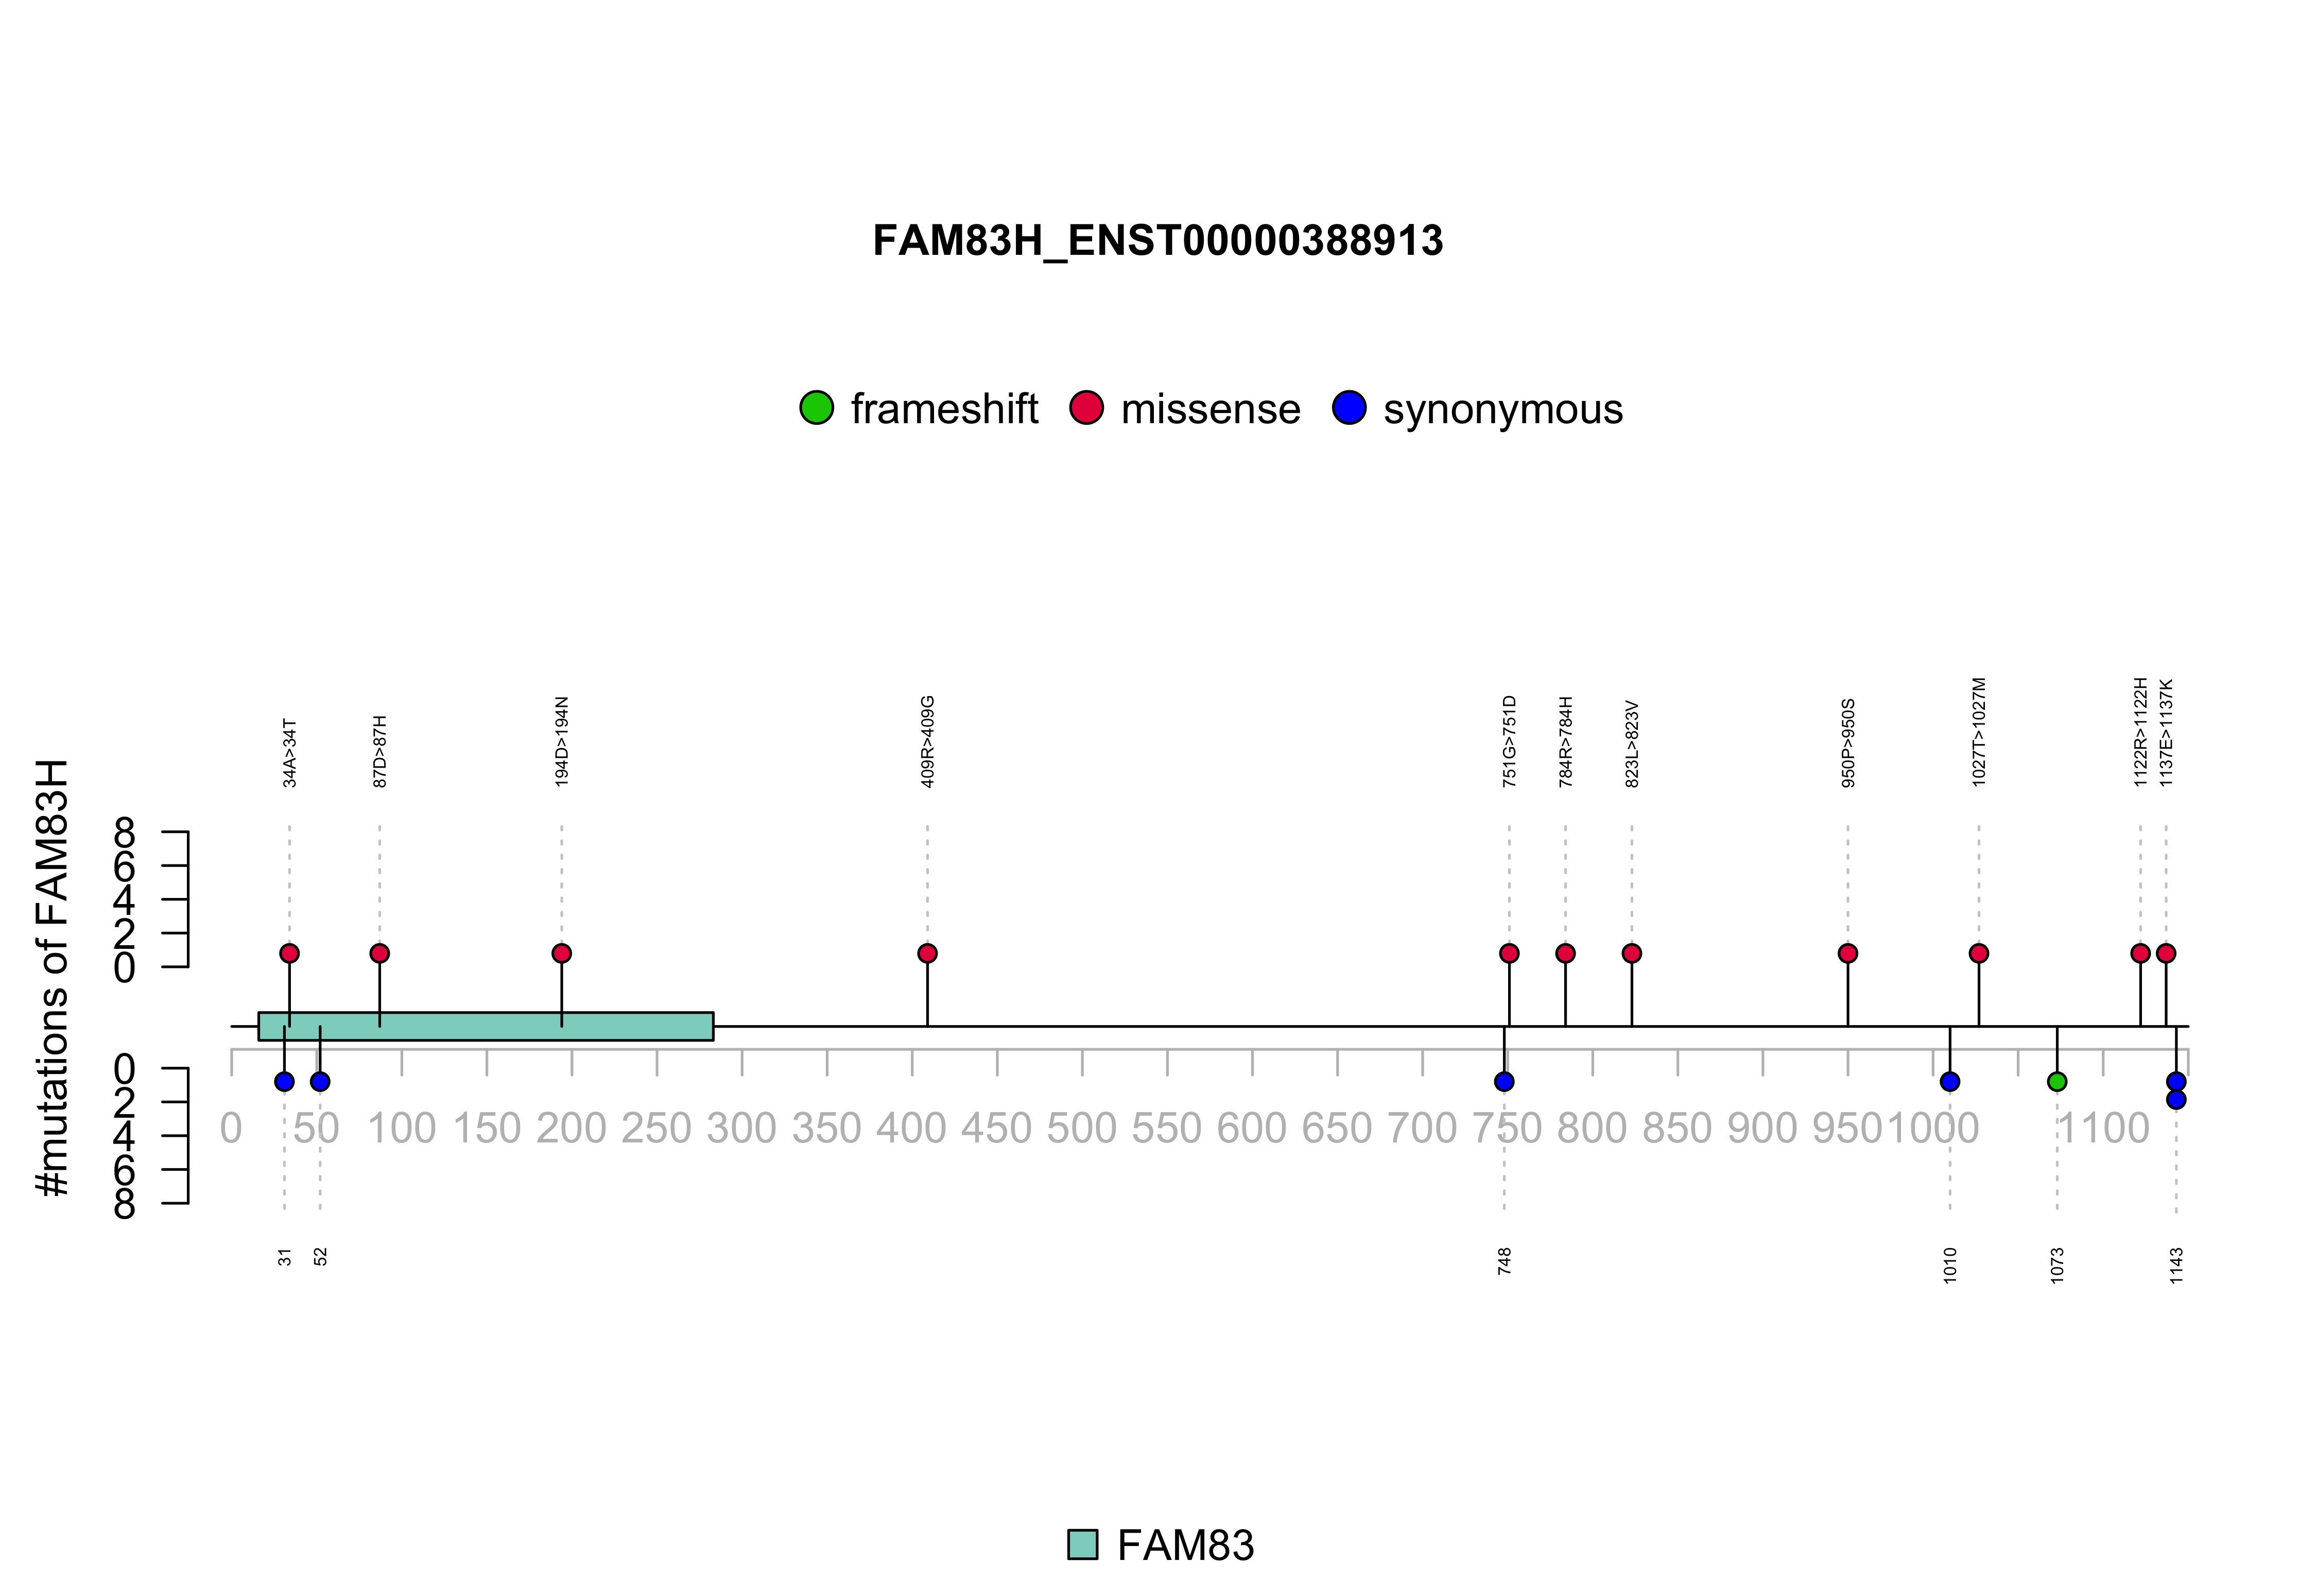 FAM83H_ENST00000388913
frameshift missense synonymous
34A>34T 87D>87H 194D>194N 409R>409G 751G>751D 784R>784H 823L>823V 950P>950S 1027T>1027M 1122R>1122H 1137E>1137K
#mutations of FAM83H
8
6
4
2
0
0
2
4
6
8
0 50 100 150 200 250 300 350 400 450 500 550 600 650 700 750 800 850 900 950 1000 1100
31 52 748 1010 1073 1143
FAM83